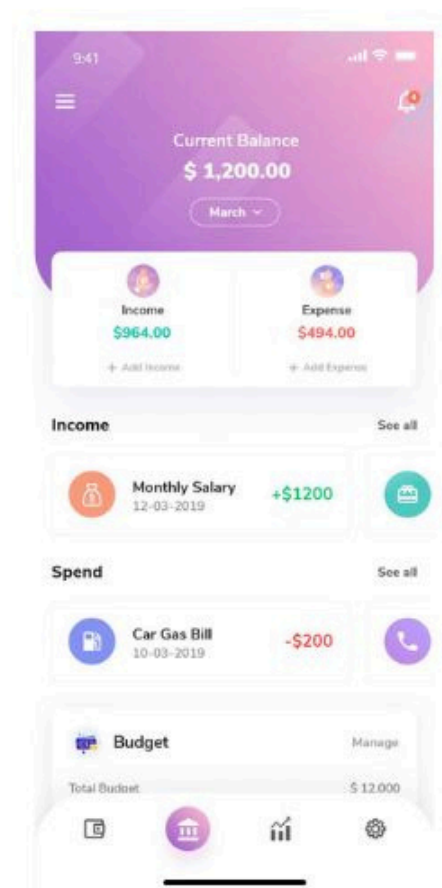 9:41
4
Current Balance
$ 1,200.00
March
Income
$964.00
+ Add Income
Expense
$494.00
+ Add Expense
Income
See all
Monthly Salary
12-03-2019
+$1200
Spend
See all
Car Gas Bill
10-03-2019
-$200
Budget
Manage
Total Budget
$ 12.000